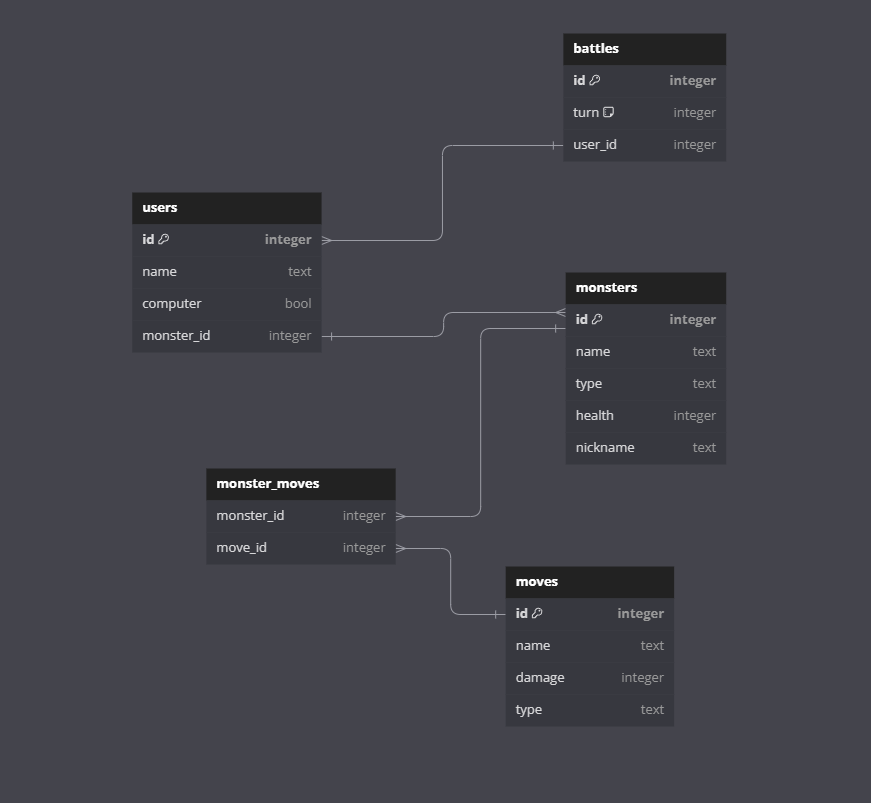 battles
id integer
turn integer
user_id integer
users
id integer
name text
computer bool
monster_id integer
monsters
id integer
name text
type text
health integer
nickname text
monster_moves
monster_id integer
move_id integer
moves
id integer
name text
damage integer
type text